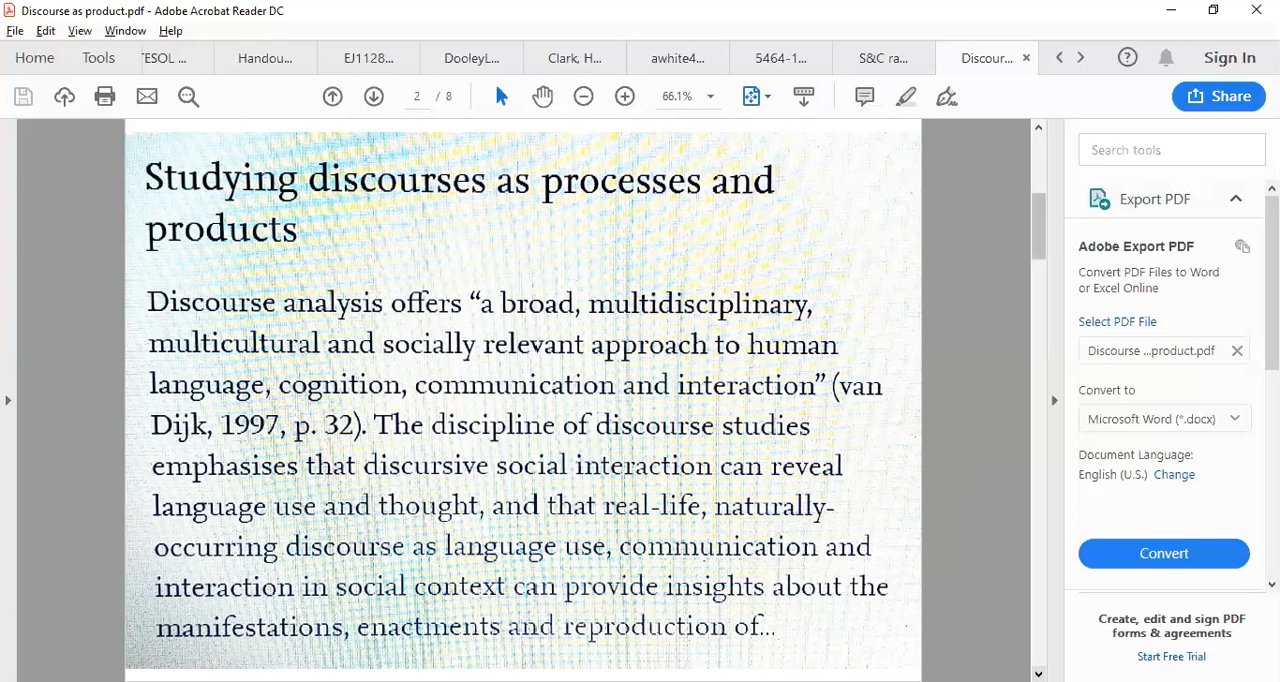 Discourse as product.pdf - Adobe Acrobat Reader DC
File Edit View Window Help
Home Tools TESOL ... Handou... EJ1128... DooleyL... Clark, H... awhite4... 5464-1... S&C ra... Discour... × Sign In
2 / 8 66.1% Share
Studying discourses as processes and
products
Discourse analysis offers “a broad, multidisciplinary,
multicultural and socially relevant approach to human
language, cognition, communication and interaction” (van
Dijk, 1997, p. 32). The discipline of discourse studies
emphasises that discursive social interaction can reveal
language use and thought, and that real-life, naturally-
occurring discourse as language use, communication and
interaction in social context can provide insights about the
manifestations, enactments and reproduction of...
Search tools
Export PDF
Adobe Export PDF
Convert PDF Files to Word
or Excel Online
Select PDF File
Discourse ...product.pdf
Convert to
Microsoft Word (*.docx)
Document Language:
English (U.S.) Change
Convert
Create, edit and sign PDF
forms & agreements
Start Free Trial